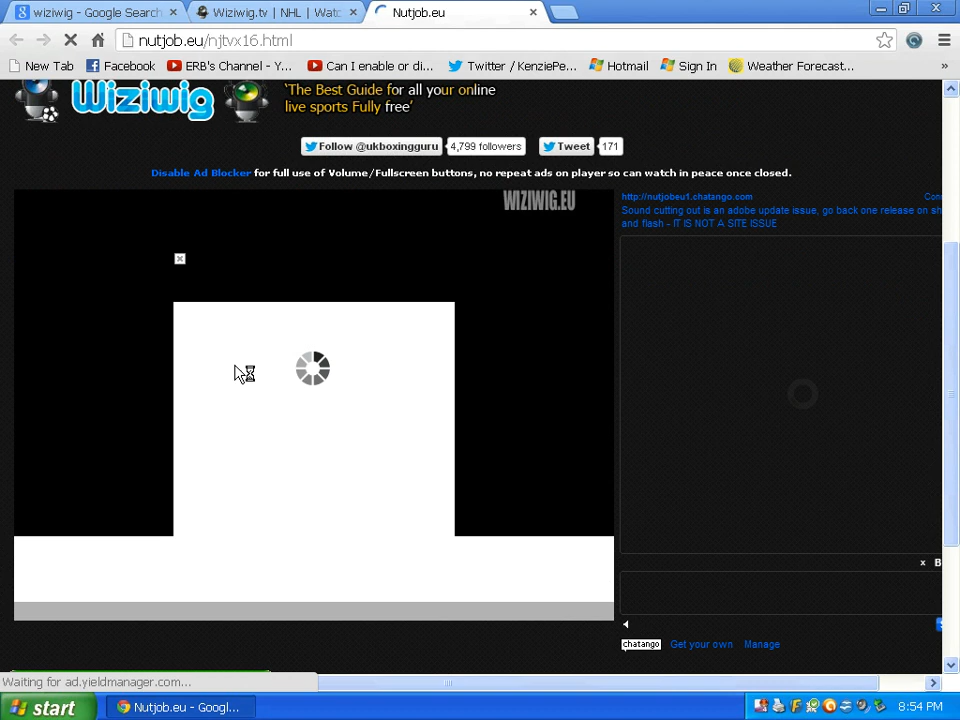 wiziwig - Google Search
Wiziwig.tv | NHL | Watc
Nutjob.eu
nutjob.eu/njtvx16.html
New Tab
Facebook
ERB's Channel - Y...
Can I enable or di...
Twitter / KenziePe...
Hotmail
Sign In
Weather Forecast...
»
Wiziwig
‘The Best Guide for all your online
live sports Fully free’
Follow @ukboxingguru
4,799 followers
Tweet
171
Disable Ad Blocker for full use of Volume/Fullscreen buttons, no repeat ads on player so can watch in peace once closed.
WIZIWIG.EU
http://nutjobeu1.chatango.com
Con
Sound cutting out is an adobe update issue, go back one release on sh
and flash - IT IS NOT A SITE ISSUE
x B
chatango
Get your own
Manage
Waiting for ad.yieldmanager.com...
start
Nutjob.eu - Googl...
8:54 PM